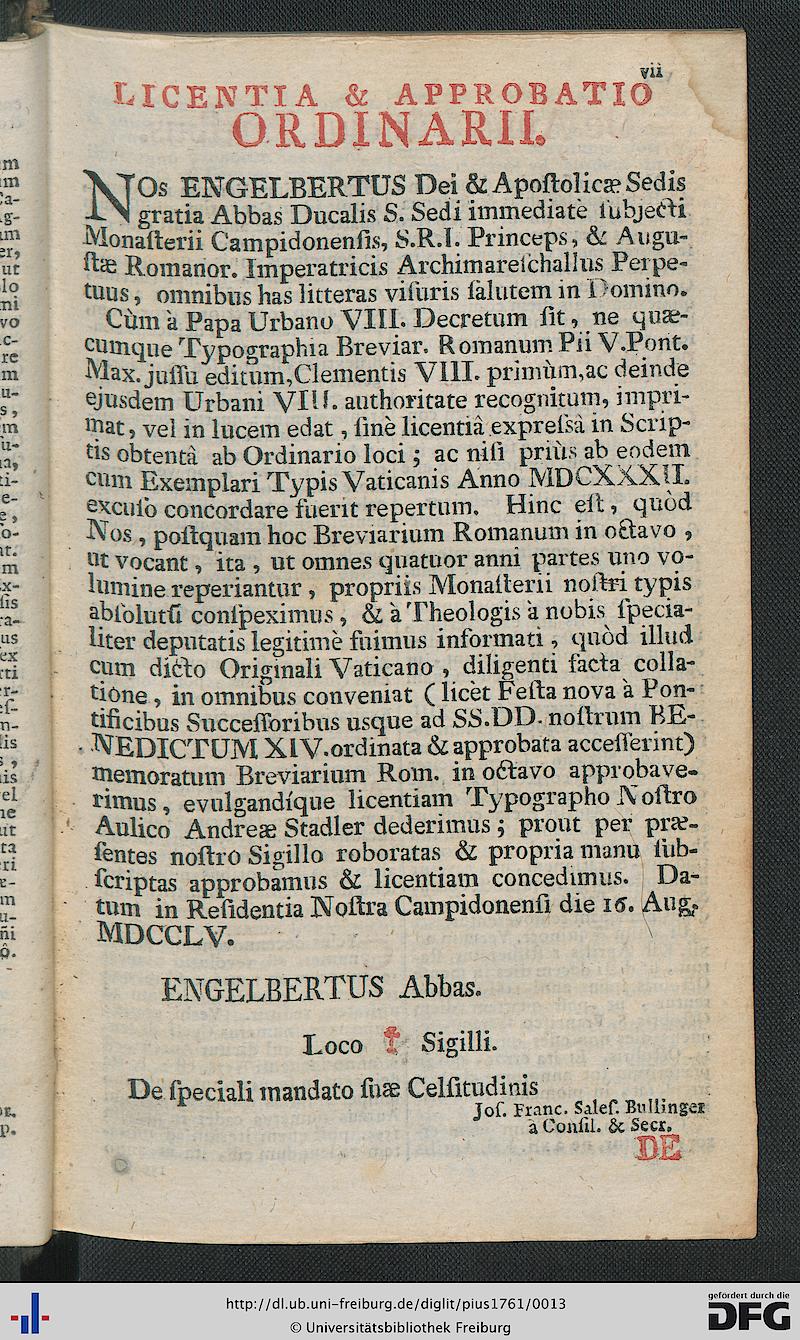 vii
LICENTIA & APPROBATIO
ORDINARII.
NOs ENGELBERTUS Dei & Apoſtolicæ Sedis
gratia Abbas Ducalis S. Sedi immediatè ſubjecti
Monaſterii Campidonenſis, S.R.I. Princeps, & Augu-
ſtæ Romanor. Imperatricis Archimareſchallus Perpe-
tuus, omnibus has litteras viſuris ſalutem in Domino.
Cùm à Papa Urbano VIII. Decretum ſit, ne quæ-
cumque Typographia Breviar. Romanum Pii V. Pont.
Max. juſſu editum, Clementis VIII. primùm, ac deinde
ejusdem Urbani VIII. authoritate recognitum, impri-
mat, vel in lucem edat, ſinè licentiâ expreſsâ in Scrip-
tis obtentâ ab Ordinario loci; ac niſi priùs ab eodem
cum Exemplari Typis Vaticanis Anno MDCXXXII.
excuſo concordare fuerit repertum. Hinc eſt, quòd
Nos, poſtquam hoc Breviarium Romanum in octavo,
ut vocant, ita, ut omnes quatuor anni partes uno vo-
lumine reperiantur, propriis Monaſterii noſtri typis
abſolutũ conſpeximus, & à Theologis à nobis ſpecia-
liter deputatis legitimè fuimus informati, quòd illud
cum dicto Originali Vaticano, diligenti facta colla-
tione, in omnibus conveniat (licèt Feſta nova à Pon-
tificibus Succeſſoribus usque ad SS.DD. noſtrum BE-
NEDICTUM XIV. ordinata & approbata acceſſerint)
memoratum Breviarium Rom. in octavo approbave-
rimus, evulgandíque licentiam Typographo Noſtro
Aulico Andreæ Stadler dederimus; prout per præ-
ſentes noſtro Sigillo roboratas & propria manu ſub-
ſcriptas approbamus & licentiam concedimus. Da-
tum in Reſidentia Noſtra Campidonenſi die 16. Aug.
MDCCLV.
ENGELBERTUS Abbas.
Loco ✝ Sigilli.
De ſpeciali mandato ſuæ Celſitudinis
Joſ. Franc. Saleſ. Bullinger
à Conſil. & Secr.
DE
http://dl.ub.uni-freiburg.de/diglit/pius1761/0013
© Universitätsbibliothek Freiburg
gefördert durch die
DFG